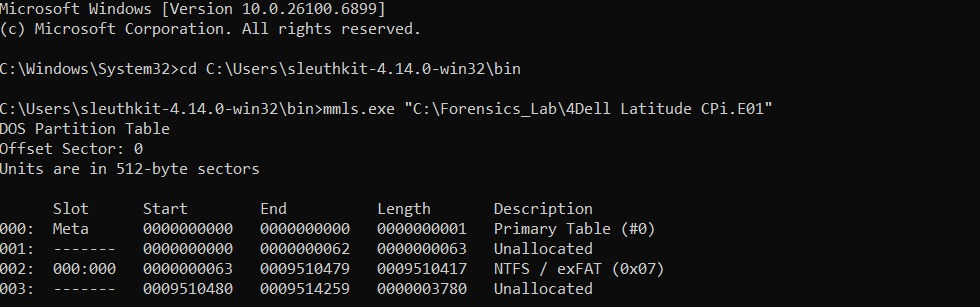 Microsoft Windows [Version 10.0.26100.6899]
(c) Microsoft Corporation. All rights reserved.
C:\Windows\System32>cd C:\Users\sleuthkit-4.14.0-win32\bin
C:\Users\sleuthkit-4.14.0-win32\bin>mmls.exe "C:\Forensics_Lab\4Dell Latitude CPi.E01"
DOS Partition Table
Offset Sector: 0
Units are in 512-byte sectors
Slot Start End Length Description
000: Meta 0000000000 0000000000 0000000001 Primary Table (#0)
001: ------- 0000000000 0000000062 0000000063 Unallocated
002: 000:000 0000000063 0009510479 0009510417 NTFS / exFAT (0x07)
003: ------- 0009510480 0009514259 0000003780 Unallocated